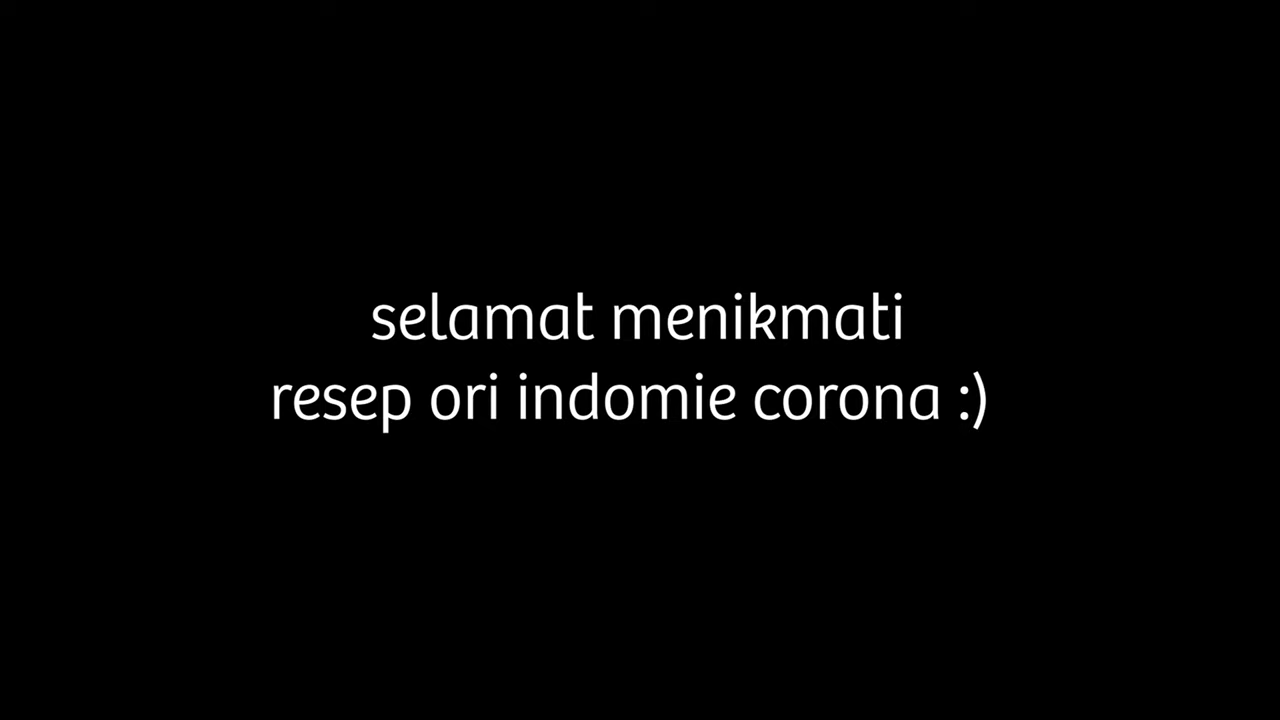 selamat menikmati
resep ori indomie corona :)